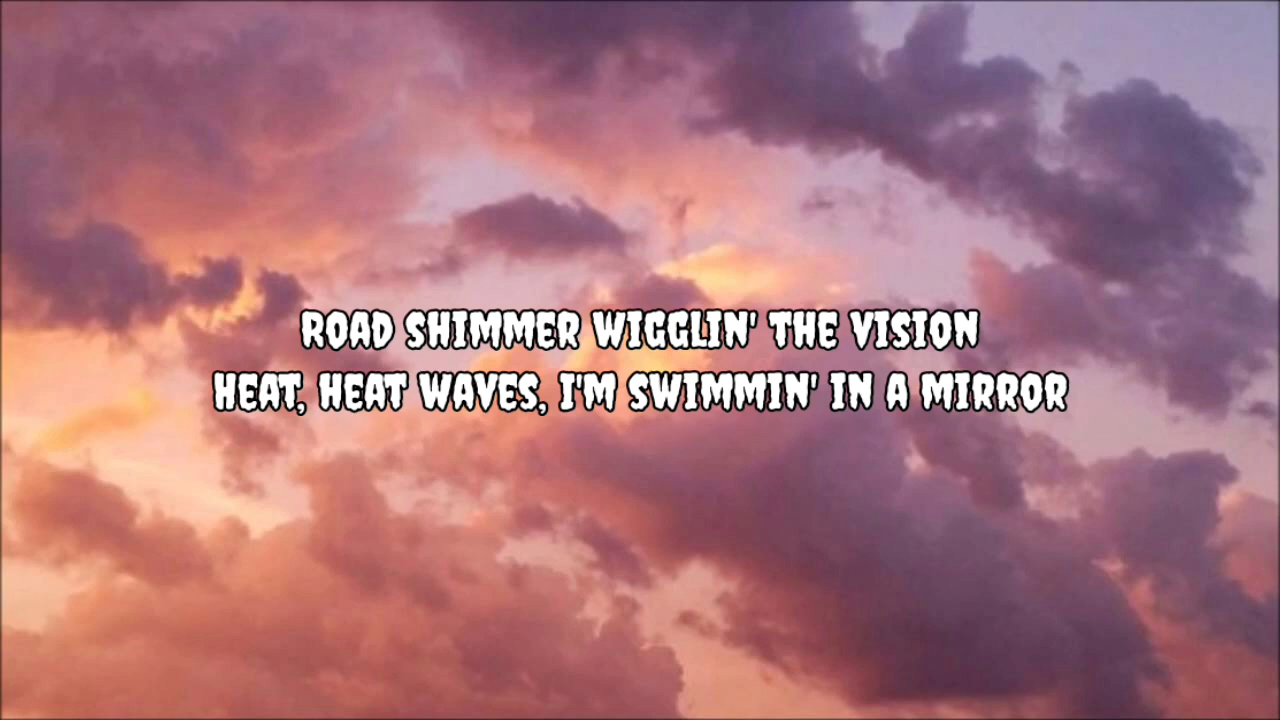 ROAD SHIMMER WIGGLIN' THE VISION
HEAT, HEAT WAVES, I'M SWIMMIN' IN A MIRROR